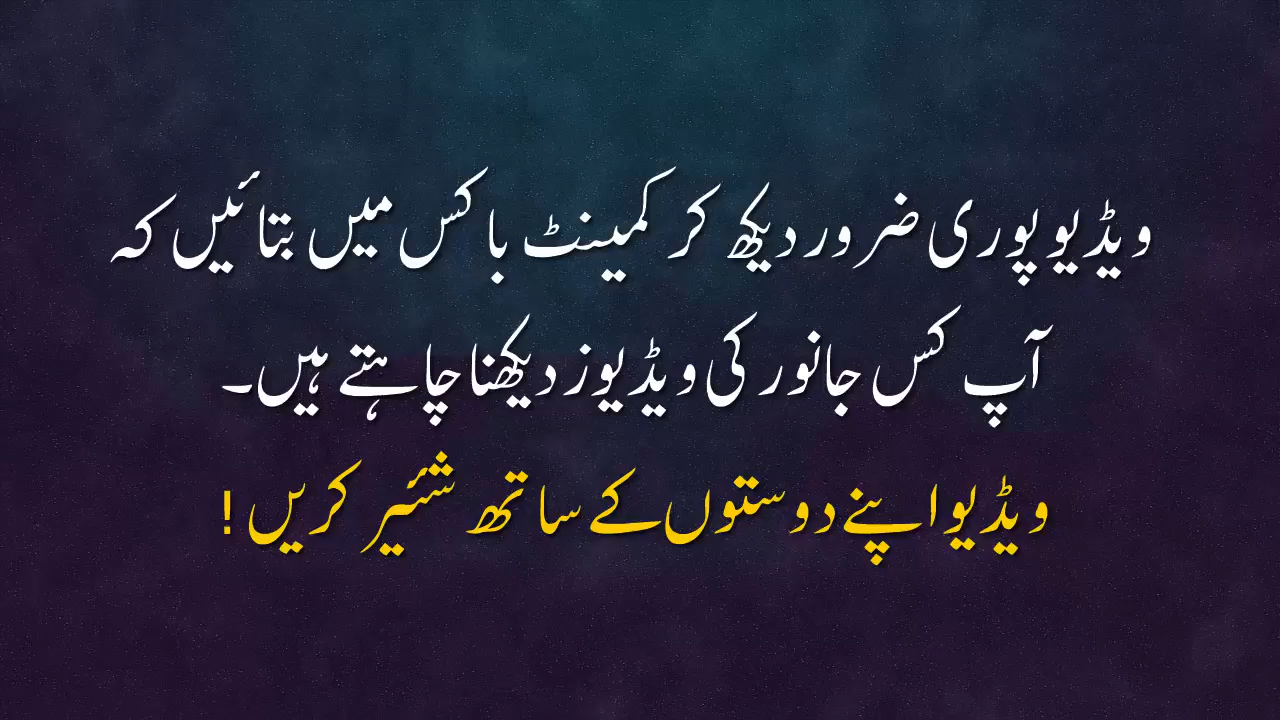 ویڈیو پوری ضرور دیکھ کر کمیںنٹ باکس میں بتائیں کہ
آپ کس جانور کی ویڈیوز دیکھنا چاہتے ہیں۔
ویڈیو اپنے دوستوں کے ساتھ شئیر کریں !